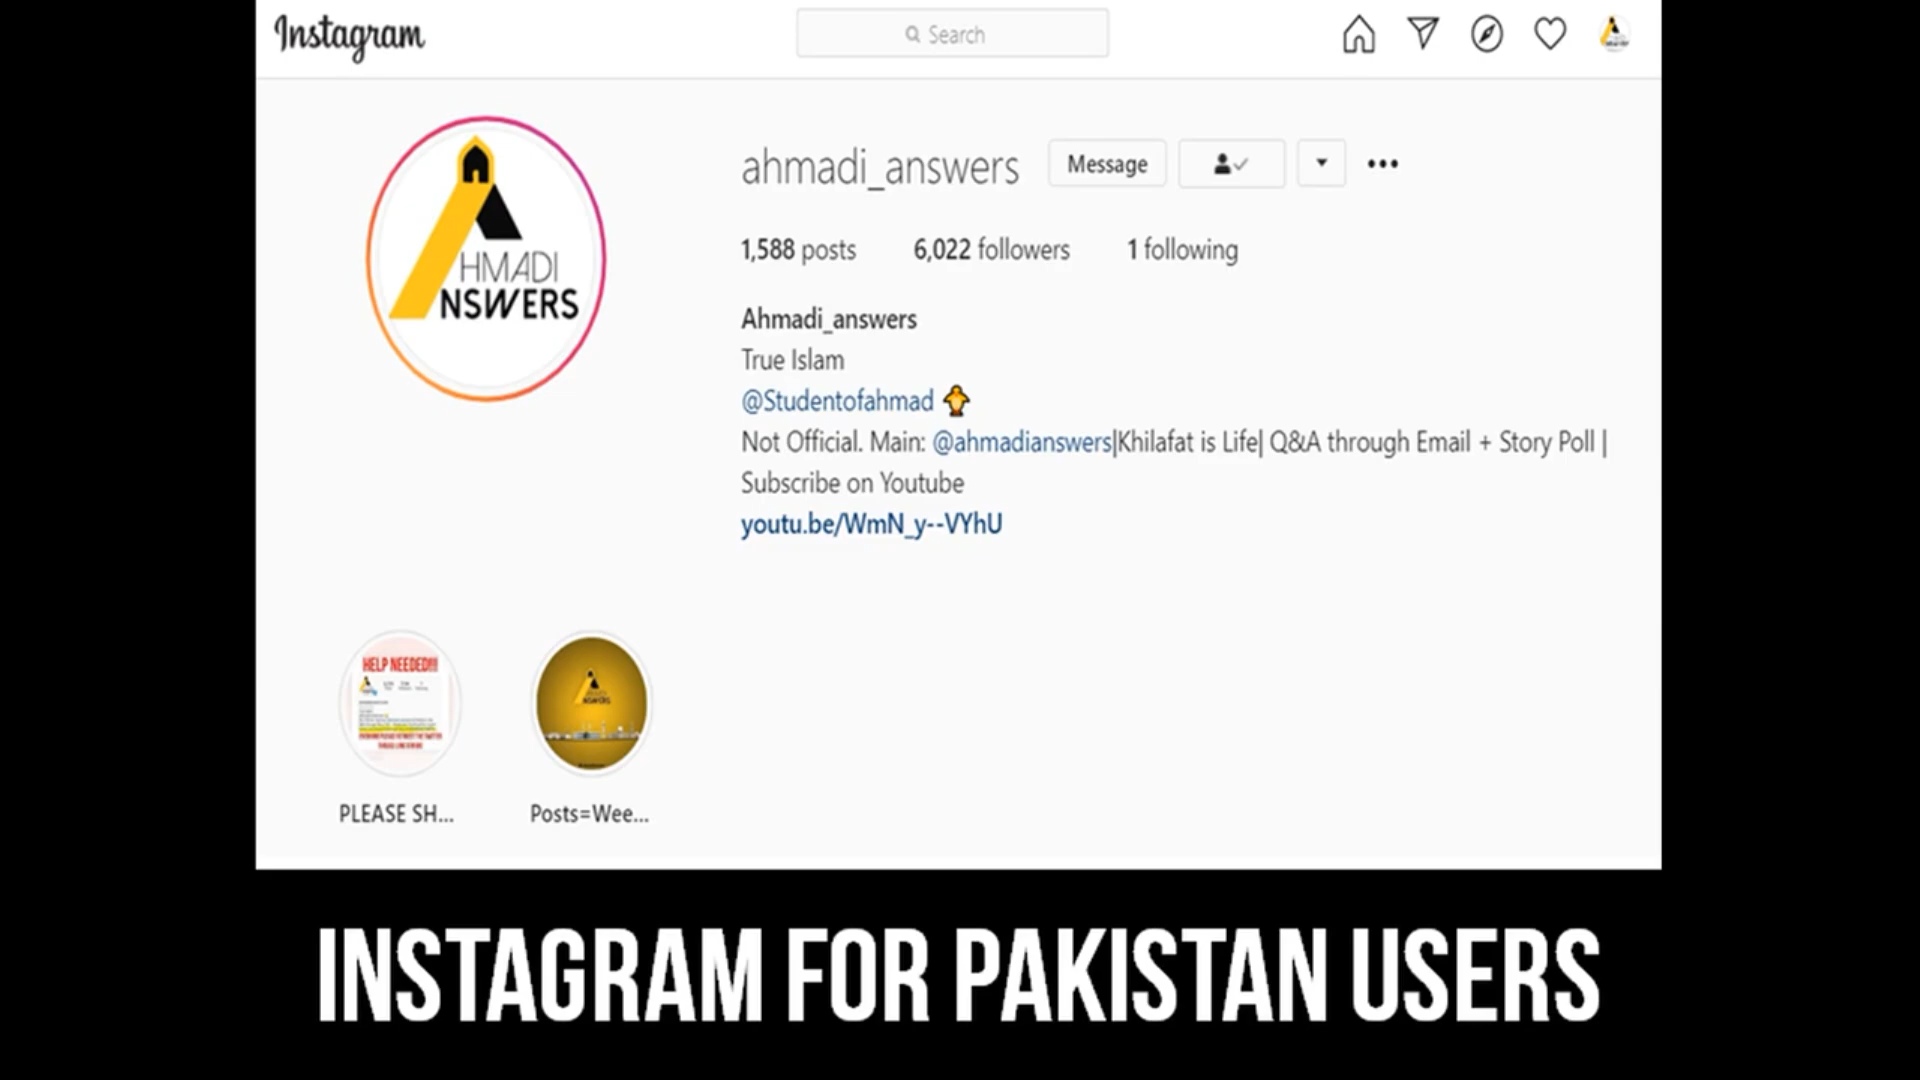 Instagram
Search
AHMADI
ANSWERS
ahmadi_answers
Message
1,588 posts 6,022 followers 1 following
Ahmadi_answers
True Islam
@Studentofahmad
Not Official. Main: @ahmadianswers|Khilafat is Life| Q&A through Email + Story Poll |
Subscribe on Youtube
youtu.be/WmN_y--VYhU
HELP NEEDED!!!
PLEASE SH...
Posts=Wee...
INSTAGRAM FOR PAKISTAN USERS